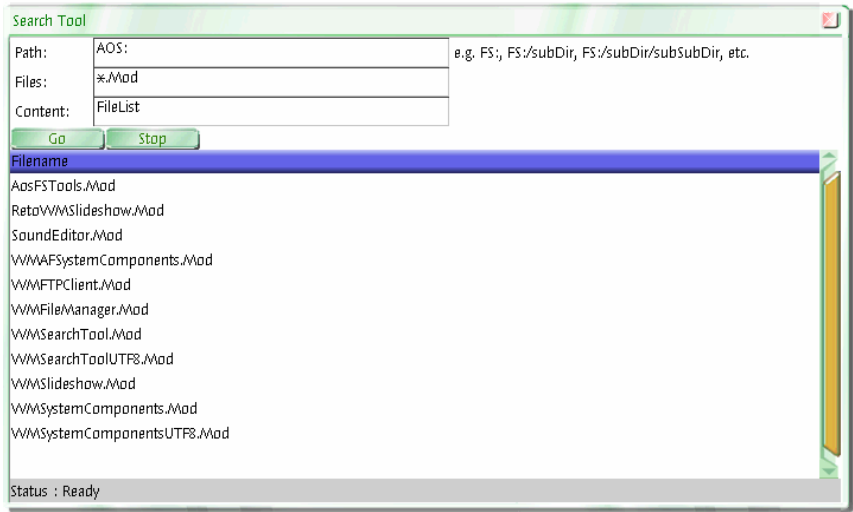 Search Tool
Path: AOS: e.g. FS:, FS:/subDir, FS:/subDir/subSubDir, etc.
Files: *.Mod
Content: FileList
Go Stop
Filename
AosFSTools.Mod
RetoWMSlideshow.Mod
SoundEditor.Mod
WMAFSystemComponents.Mod
WMFTPClient.Mod
WMFileManager.Mod
WMSearchTool.Mod
WMSearchToolUTF8.Mod
WMSlideshow.Mod
WMSystemComponents.Mod
WMSystemComponentsUTF8.Mod
Status : Ready